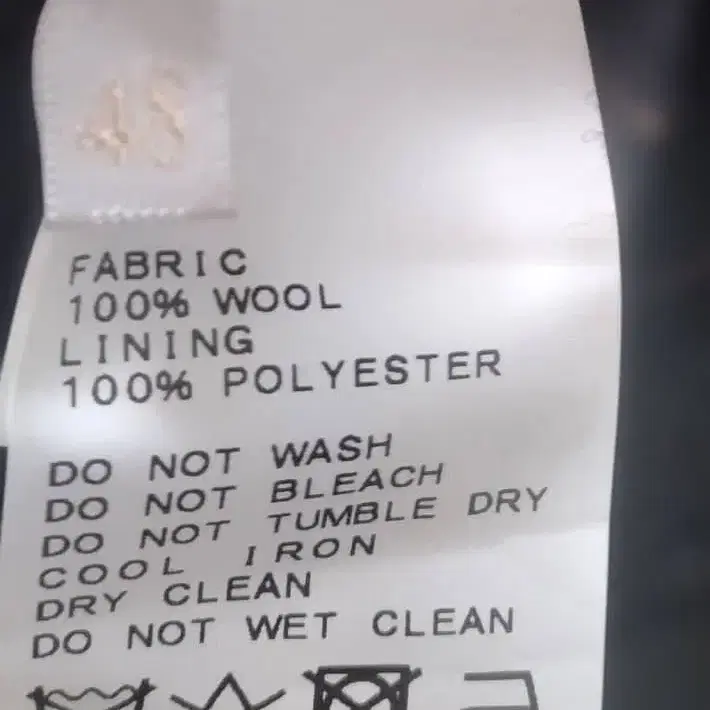 FABRIC
100% WOOL
LINING
100% POLYESTER
DO NOT WASH
DO NOT BLEACH
DO NOT TUMBLE DRY
COOL IRON
DRY CLEAN
DO NOT WET CLEAN